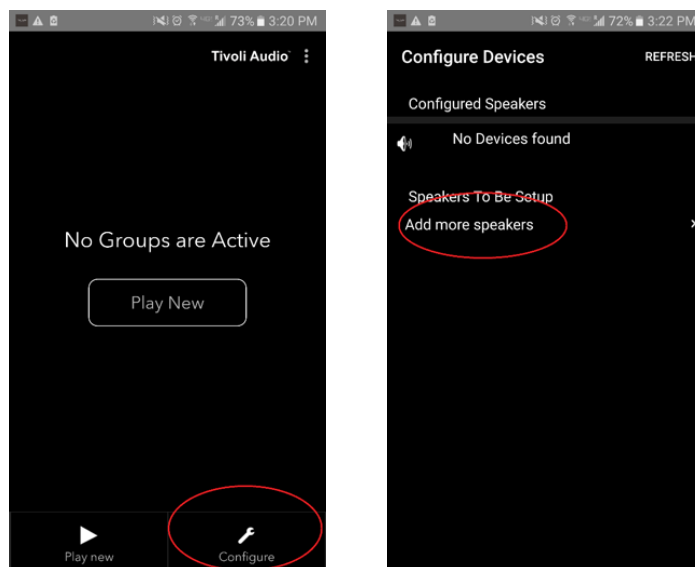 73% 3:20 PM
Tivoli Audio
No Groups are Active
Play New
Play new
Configure
72% 3:22 PM
Configure Devices
REFRESH
Configured Speakers
No Devices found
Speakers To Be Setup
Add more speakers